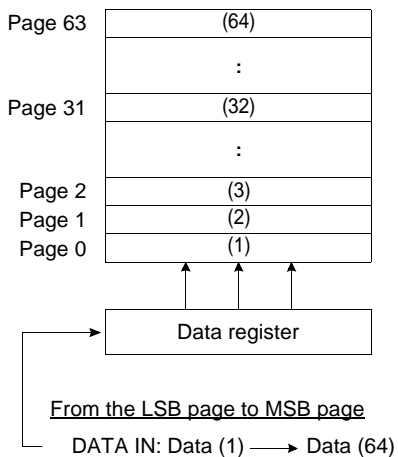 Page 63 (64)
:
Page 31 (32)
:
Page 2 (3)
Page 1 (2)
Page 0 (1)
Data register
From the LSB page to MSB page
DATA IN: Data (1) Data (64)